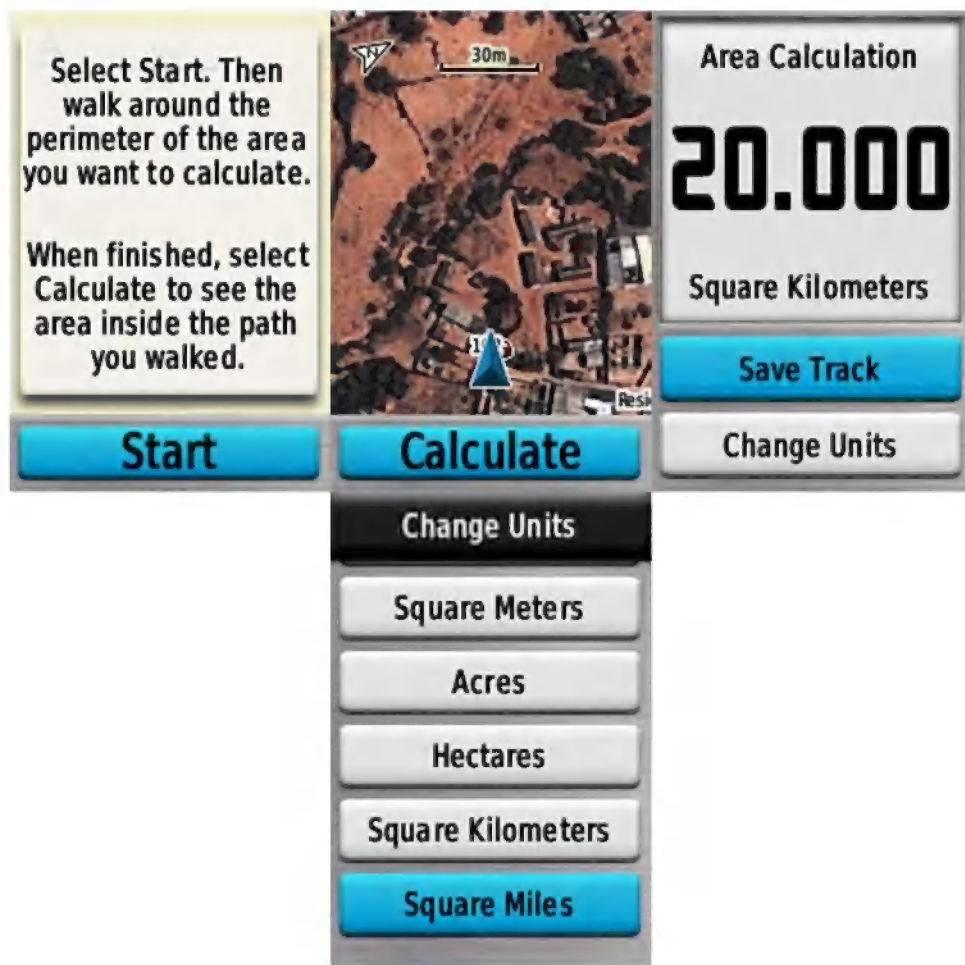 Select Start. Then
walk around the
perimeter of the area
you want to calculate.
When finished, select
Calculate to see the
area inside the path
you walked.
Start
N
30m
Calculate
Area Calculation
20.000
Square Kilometers
Save Track
Change Units
Change Units
Square Meters
Acres
Hectares
Square Kilometers
Square Miles